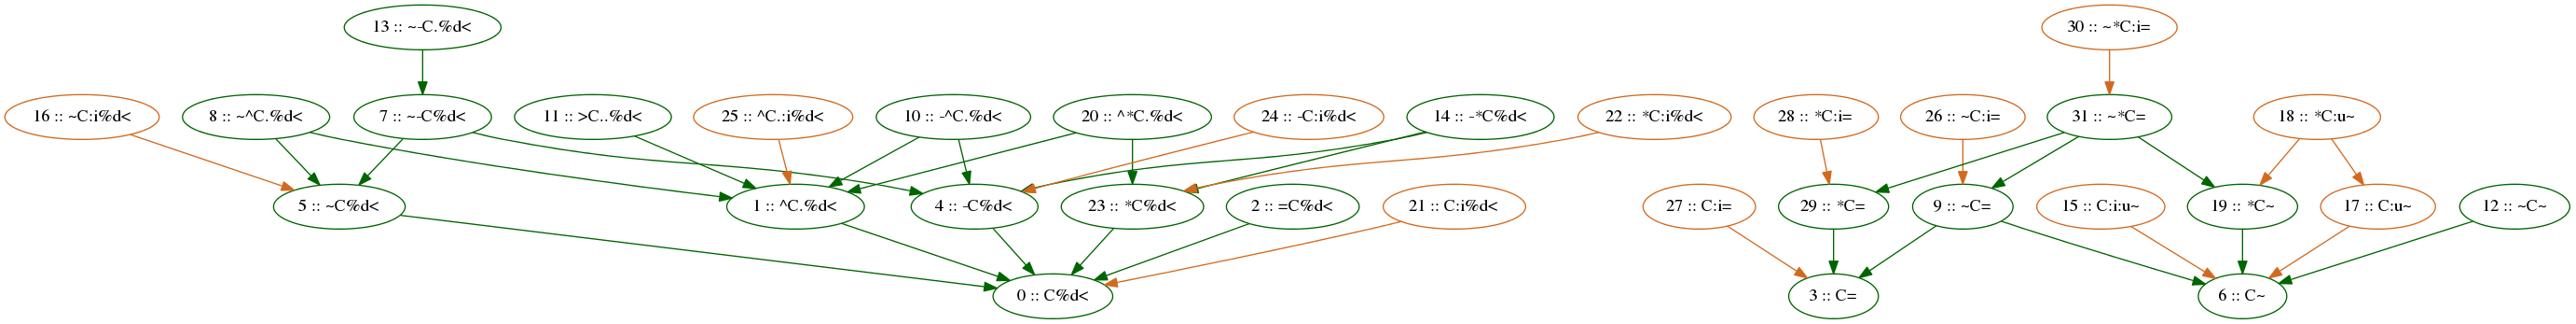 13 :: ~-C.%d<
30 :: ~*C:i=
16 :: ~C:i%d<
8 :: ~^C.%d<
7 :: ~-C%d<
11 :: >C..%d<
25 :: ^C.:i%d<
10 :: -^C.%d<
20 :: ^*C.%d<
24 :: -C:i%d<
14 :: -*C%d<
22 :: *C:i%d<
28 :: *C:i=
26 :: ~C:i=
31 :: ~*C=
18 :: *C:u~
5 :: ~C%d<
1 :: ^C.%d<
4 :: -C%d<
23 :: *C%d<
2 :: =C%d<
21 :: C:i%d<
27 :: C:i=
29 :: *C=
9 :: ~C=
15 :: C:i:u~
19 :: *C~
17 :: C:u~
12 :: ~C~
0 :: C%d<
3 :: C=
6 :: C~